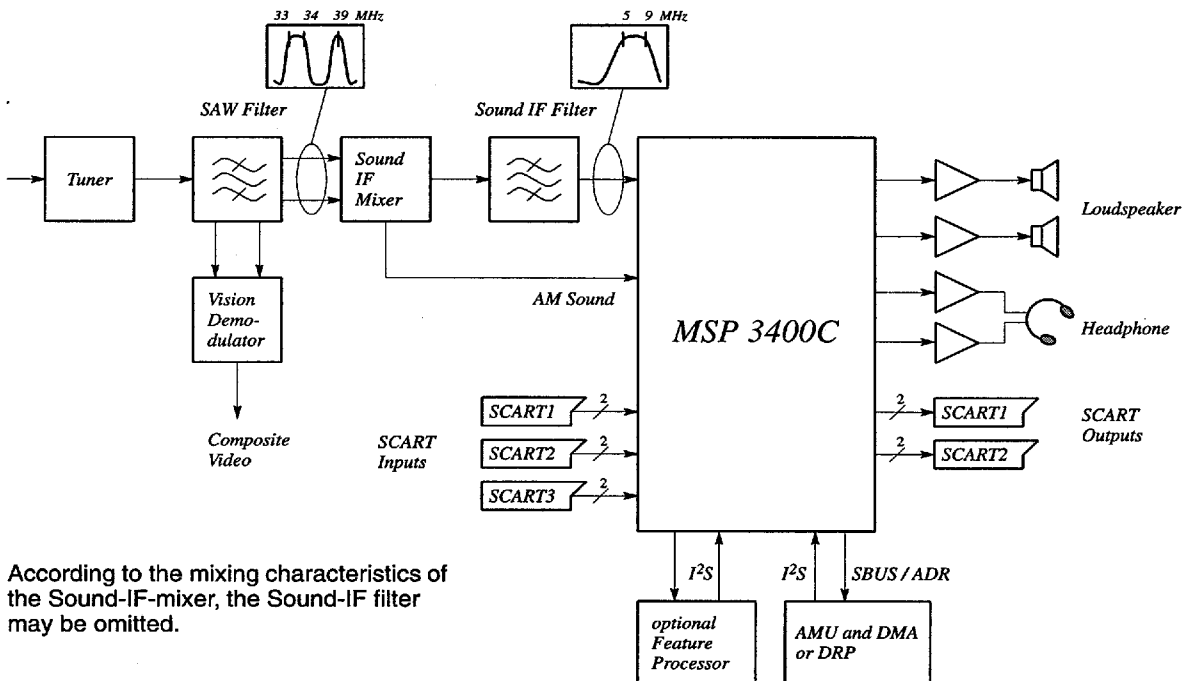 33 34 39 MHz
5 9 MHz
SAW Filter
Sound IF Filter
Tuner
Sound
IF
Mixer
Loudspeaker
AM Sound
Vision
Demo-
dulator
MSP 3400C
Headphone
Composite
Video
SCART
Inputs
SCART1 2
SCART2 2
SCART3 2
2 SCART1
2 SCART2
SCART
Outputs
According to the mixing characteristics of
the Sound-IF-mixer, the Sound-IF filter
may be omitted.
I²S
I²S
SBUS / ADR
optional
Feature
Processor
AMU and DMA
or DRP